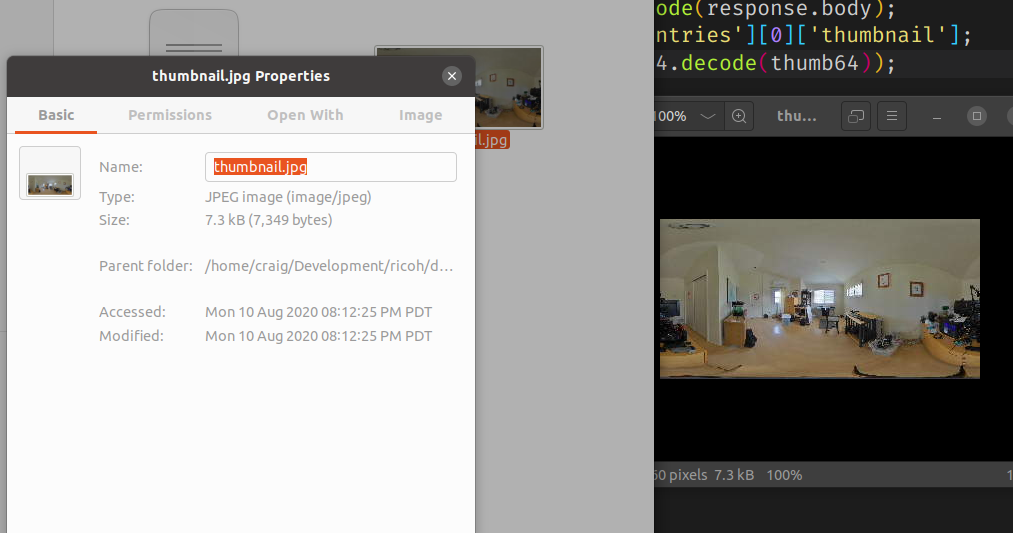 thumbnail.jpg Properties
Basic Permissions Open With Image
Name: thumbnail.jpg
Type: JPEG image (image/jpeg)
Size: 7.3 kB (7,349 bytes)
Parent folder: /home/craig/Development/ricoh/d…
Accessed: Mon 10 Aug 2020 08:12:25 PM PDT
Modified: Mon 10 Aug 2020 08:12:25 PM PDT
il.jpg
ode(response.body);
ntries'][0]['thumbnail'];
4.decode(thumb64));
100% thu...
60 pixels 7.3 kB 100% 1